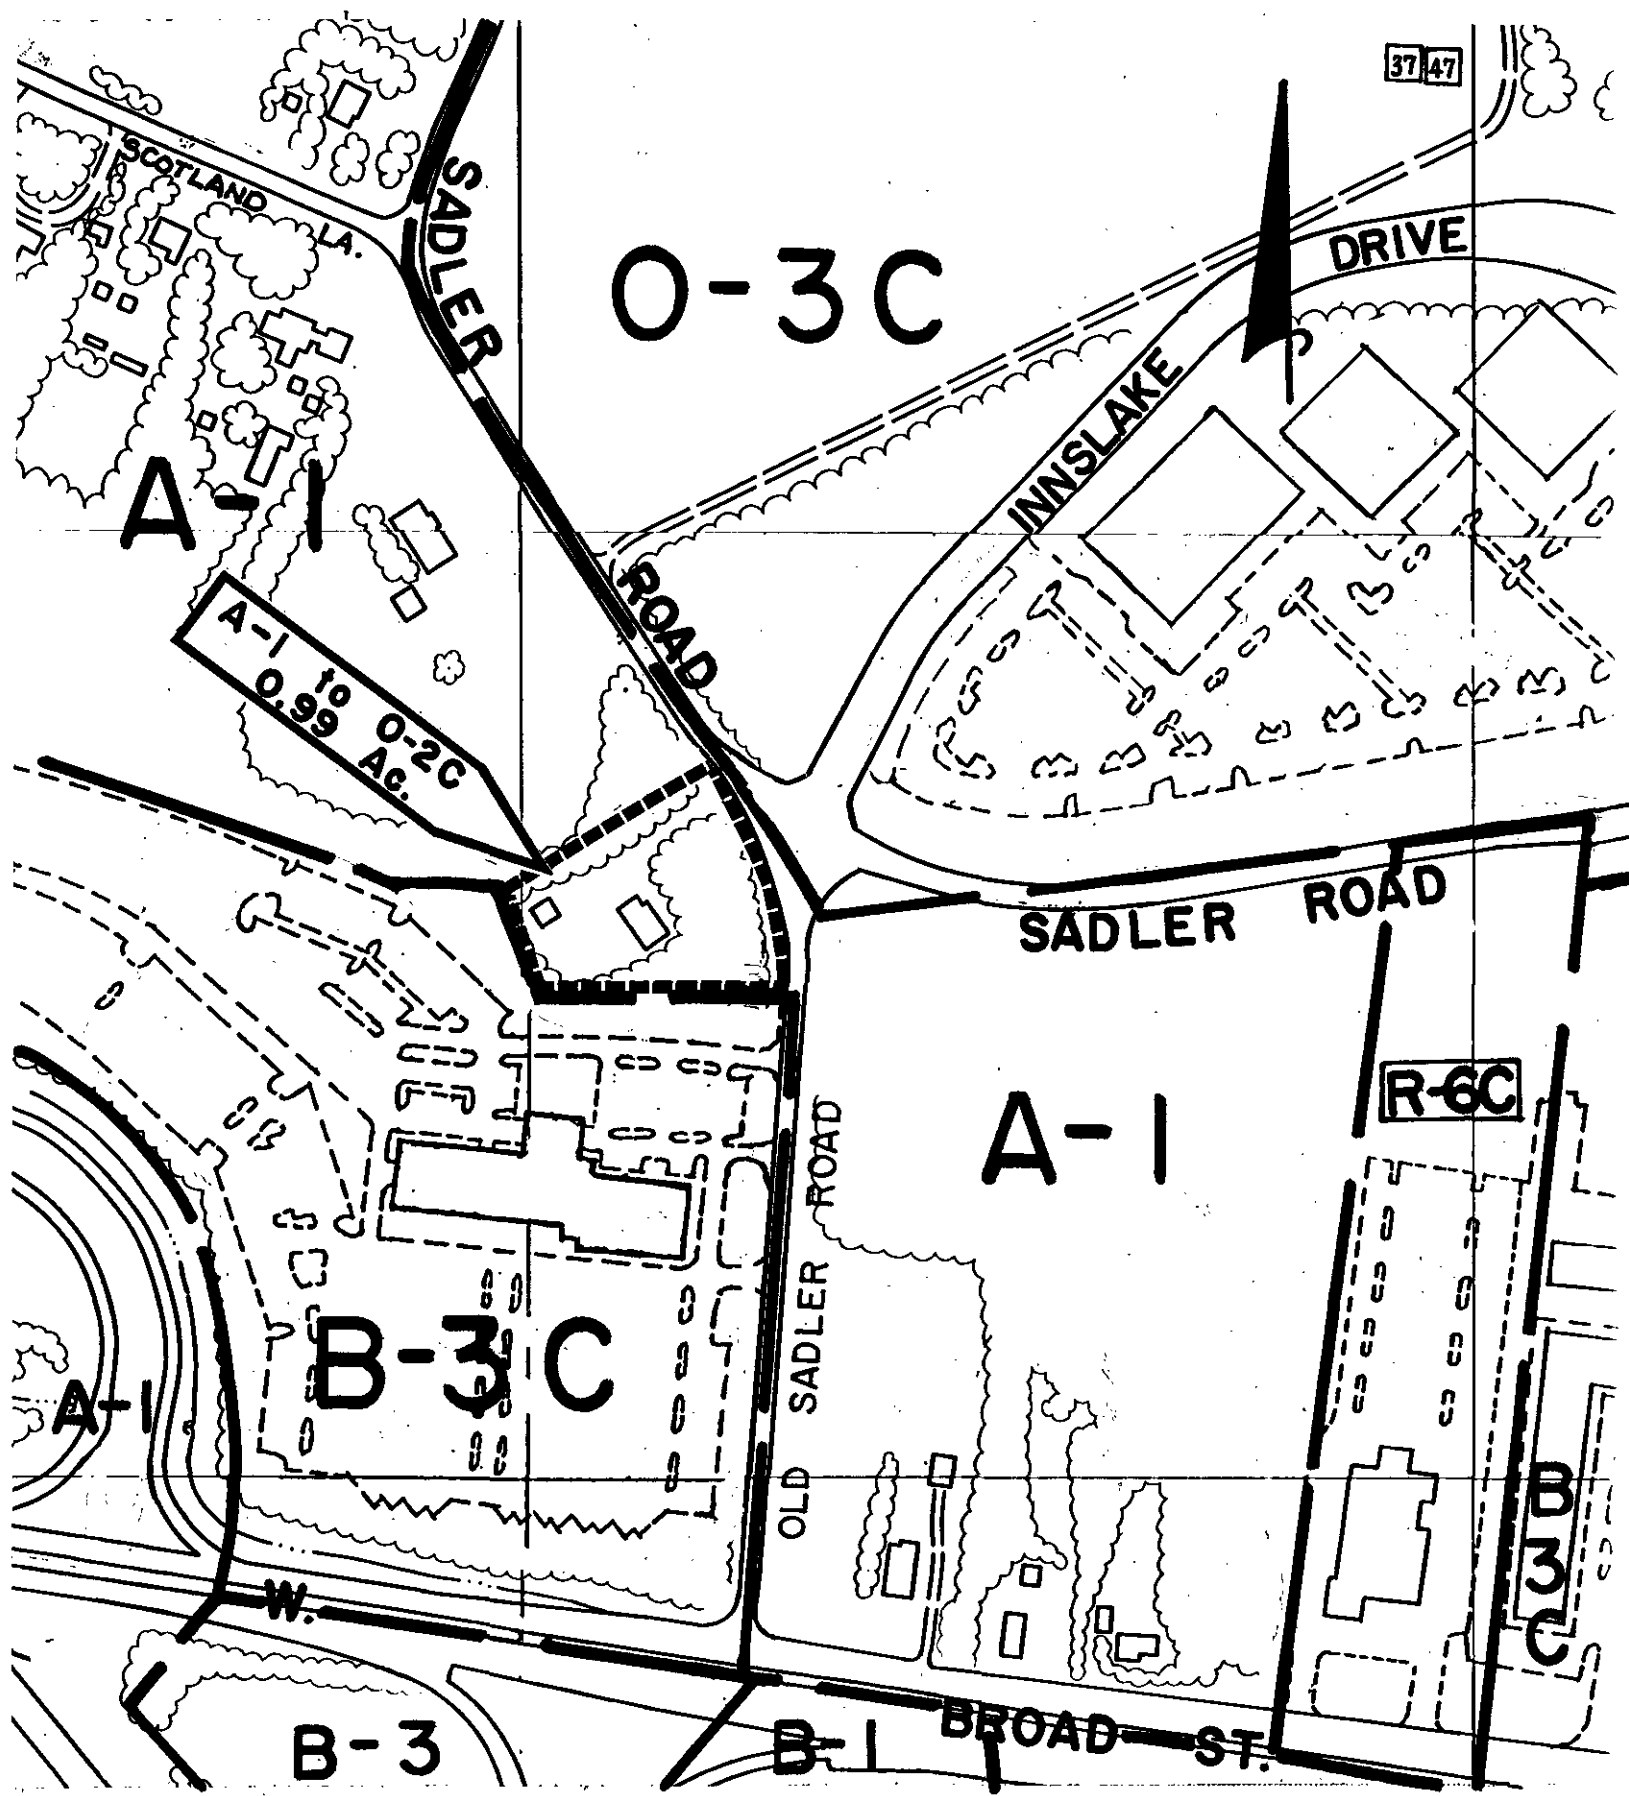 37 47
SCOTLAND LA.
SADLER
DRIVE
O-3C
INNSLAKE
A-1
ROAD
A-1 to O-2C
0.99 Ac.
SADLER ROAD
R-6C
A-1
OLD SADLER ROAD
B-3C
A-1
B
3
C
W.
BROAD ST.
B-3
B-1